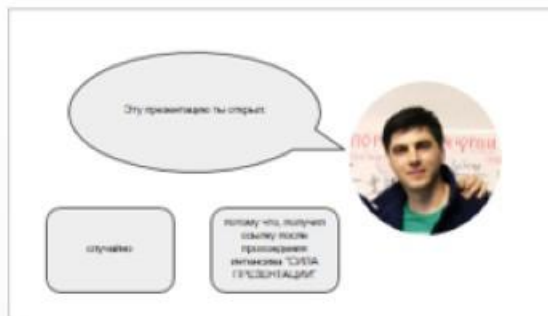 Эту презентацию ты открыл:
случайно
потому что, получил
ссылку после
прохождения
интенсива "СИЛА
ПРЕЗЕНТАЦИИ"